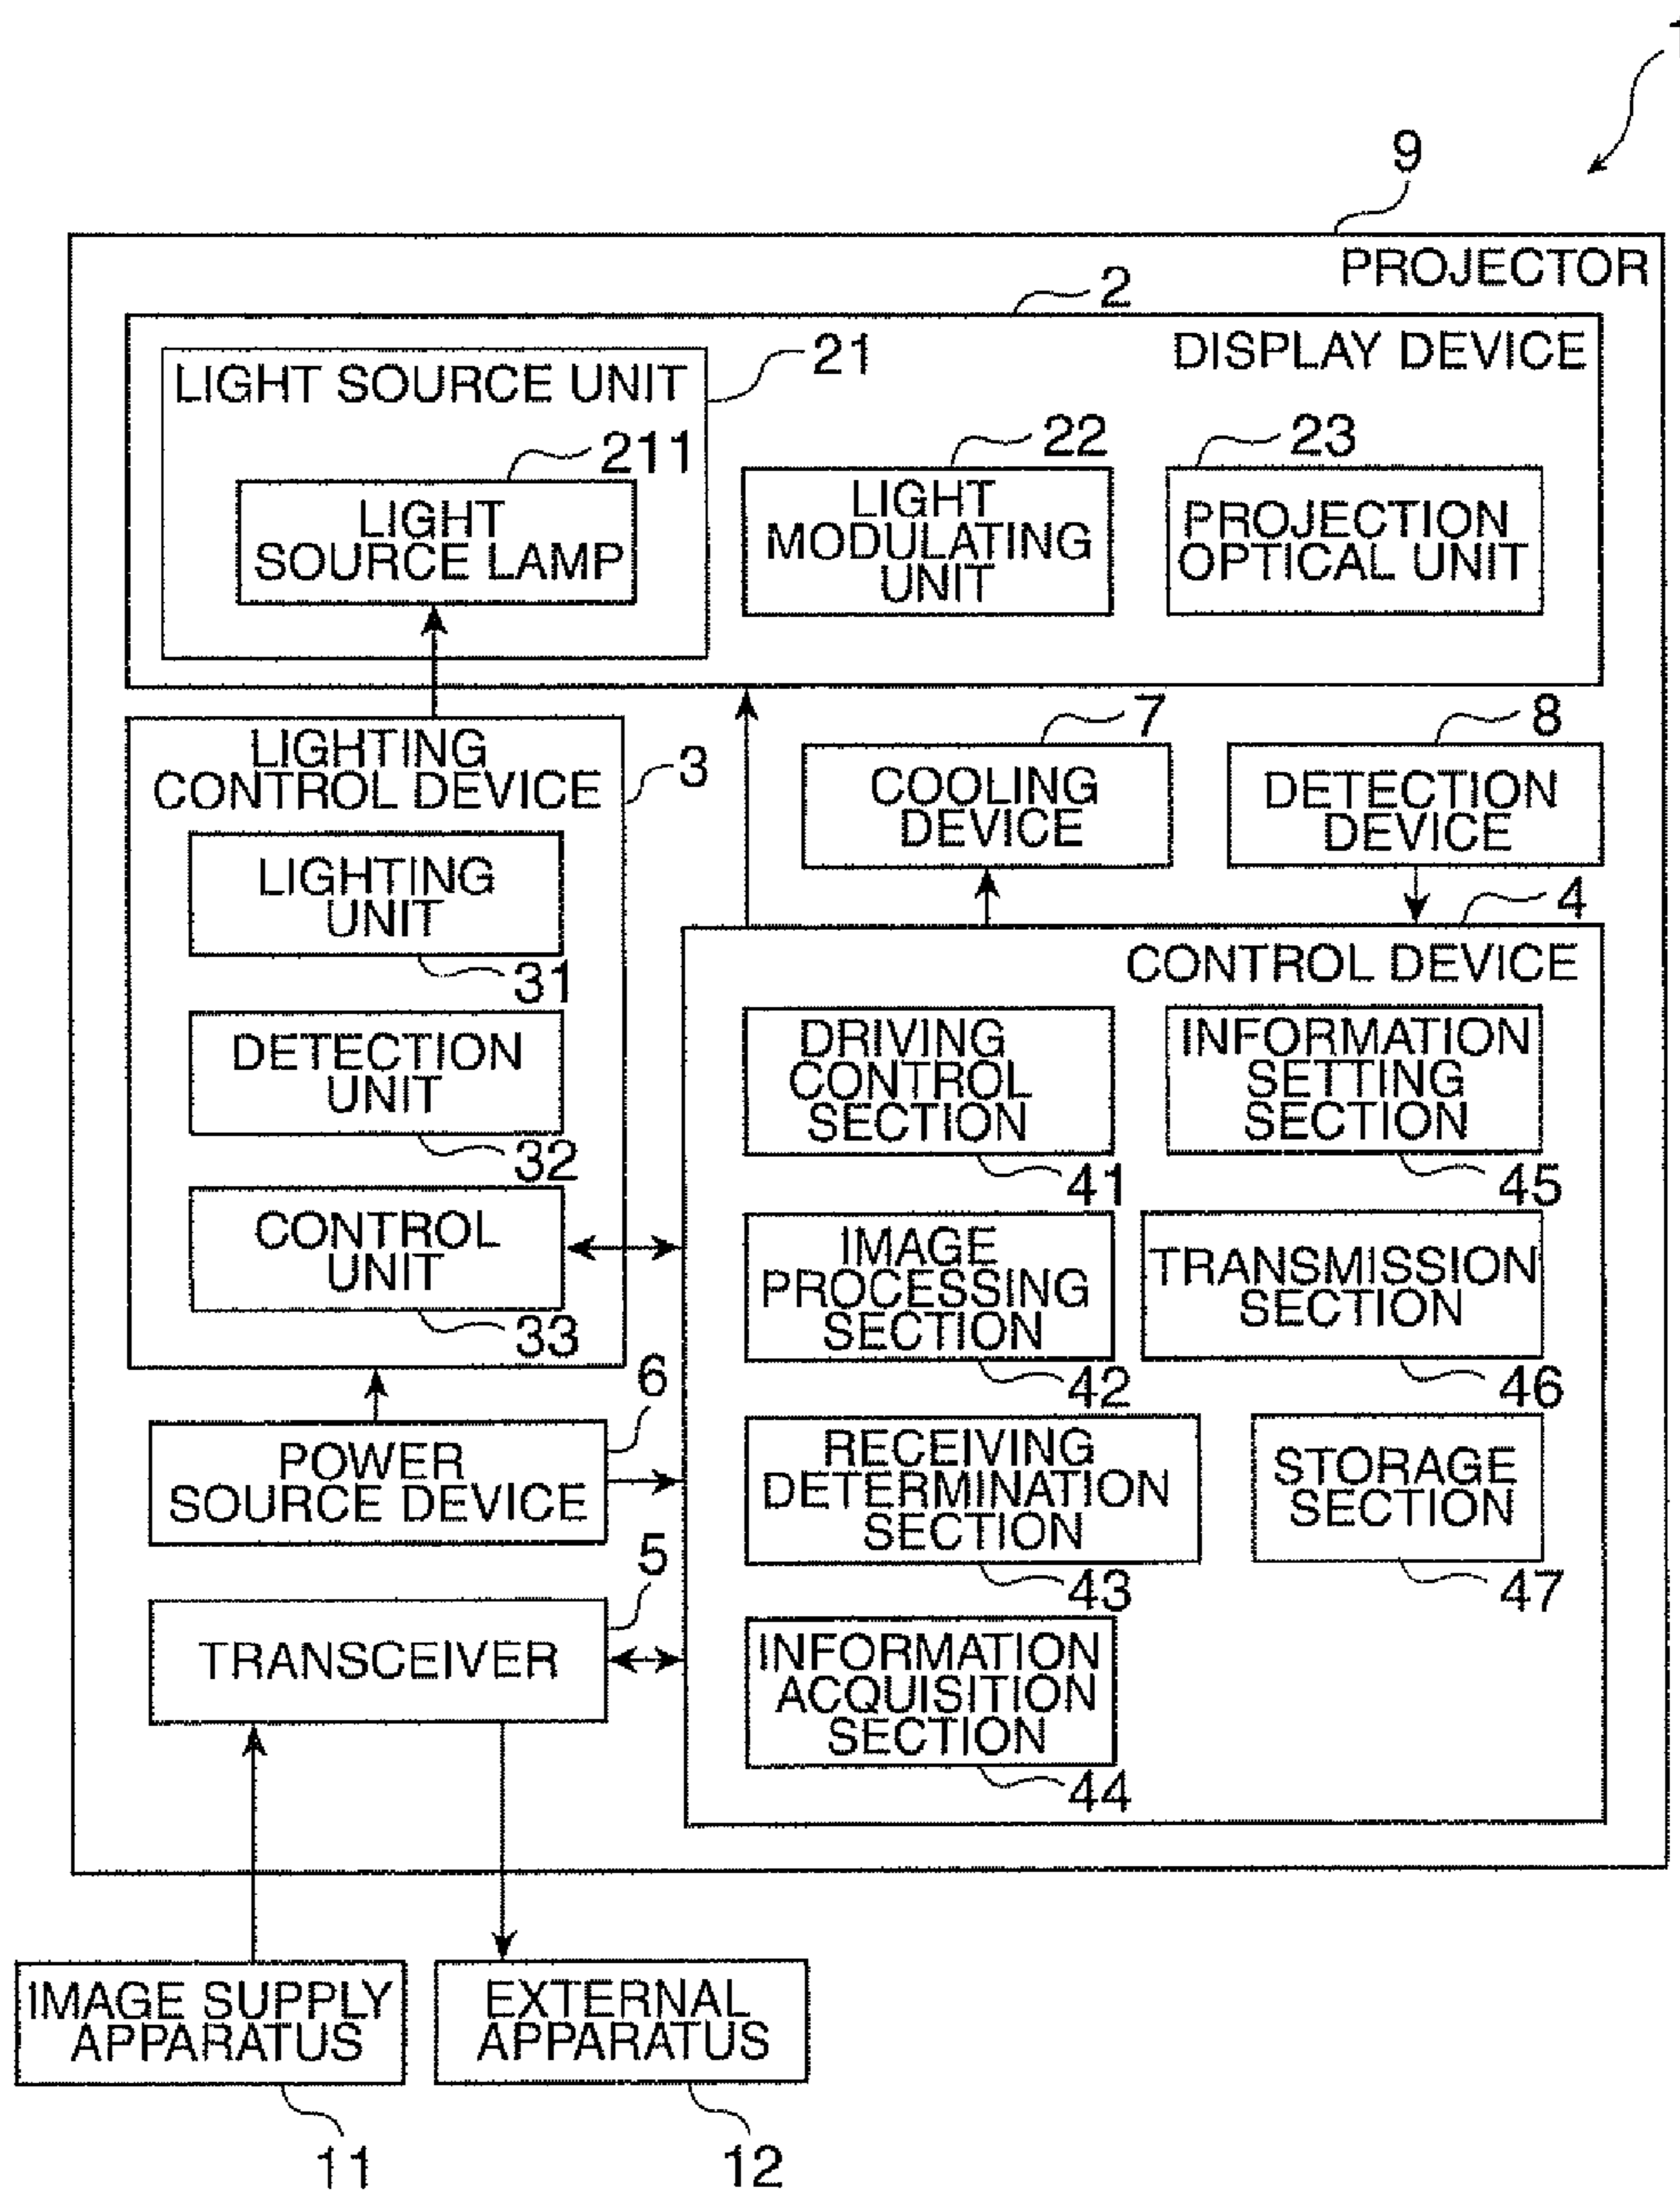 1
9
PROJECTOR
2
DISPLAY DEVICE
LIGHT SOURCE UNIT
21
211
LIGHT
SOURCE LAMP
22
LIGHT
MODULATING
UNIT
23
PROJECTION
OPTICAL UNIT
LIGHTING
CONTROL DEVICE
3
LIGHTING
UNIT
31
DETECTION
UNIT
32
CONTROL
UNIT
33
7
COOLING
DEVICE
8
DETECTION
DEVICE
4
CONTROL DEVICE
DRIVING
CONTROL
SECTION
41
INFORMATION
SETTING
SECTION
45
IMAGE
PROCESSING
SECTION
42
TRANSMISSION
SECTION
46
RECEIVING
DETERMINATION
SECTION
43
STORAGE
SECTION
47
INFORMATION
ACQUISITION
SECTION
44
6
POWER
SOURCE DEVICE
5
TRANSCEIVER
IMAGE SUPPLY
APPARATUS
11
EXTERNAL
APPARATUS
12